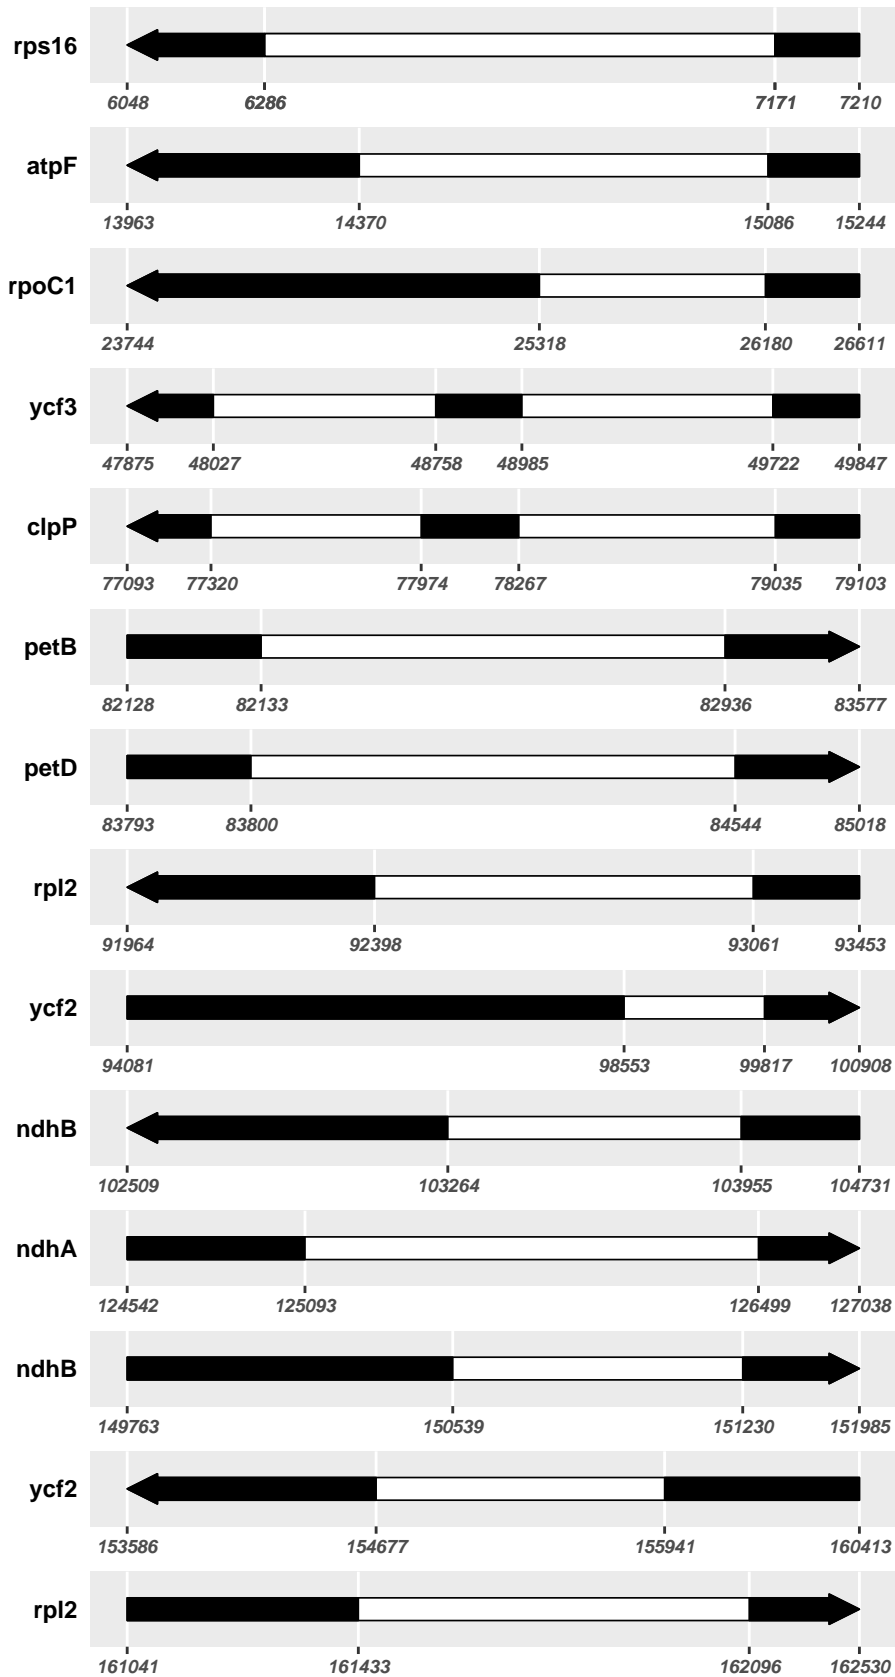 rps16
6048 6286 7171 7210
atpF
13963 14370 15086 15244
rpoC1
23744 25318 26180 26611
ycf3
47875 48027 48758 48985 49722 49847
clpP
77093 77320 77974 78267 79035 79103
petB
82128 82133 82936 83577
petD
83793 83800 84544 85018
rpl2
91964 92398 93061 93453
ycf2
94081 98553 99817 100908
ndhB
102509 103264 103955 104731
ndhA
124542 125093 126499 127038
ndhB
149763 150539 151230 151985
ycf2
153586 154677 155941 160413
rpl2
161041 161433 162096 162530